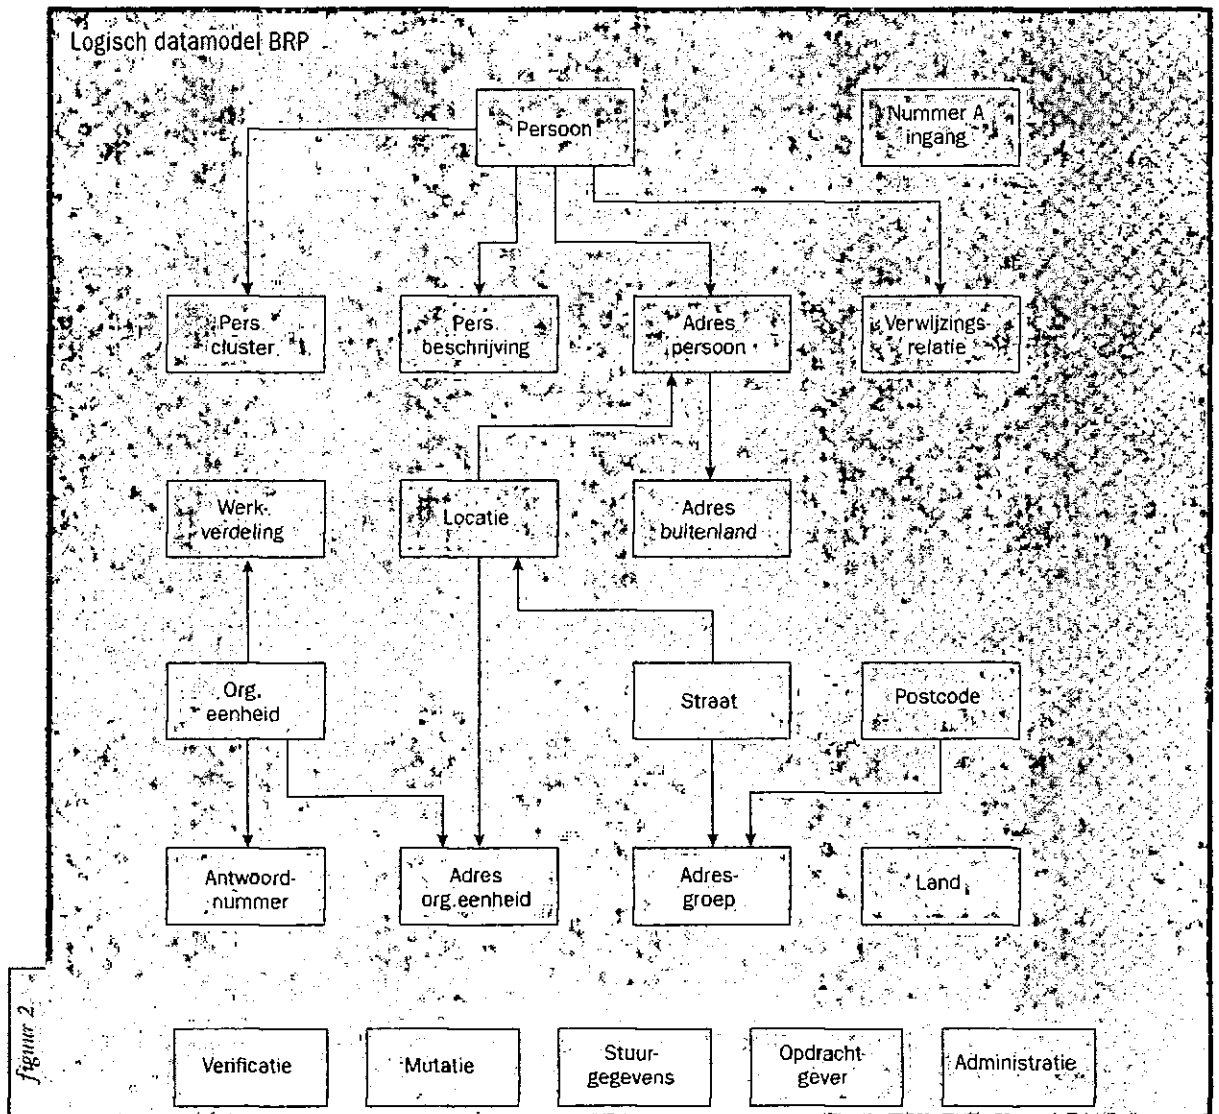 Logisch datamodel BRP
Persoon
Nummer A
ingang
Pers.
cluster
Pers.
beschrijving
Adres
persoon
Verwijzings-
relatie
Werk-
verdeling
Locatie
Adres
buitenland
Org.
eenheid
Straat
Postcode
Antwoord-
nummer
Adres
org.eenheid
Adres-
groep
Land
figuur 2
Verificatie
Mutatie
Stuur-
gegevens
Opdracht-
gever
Administratie